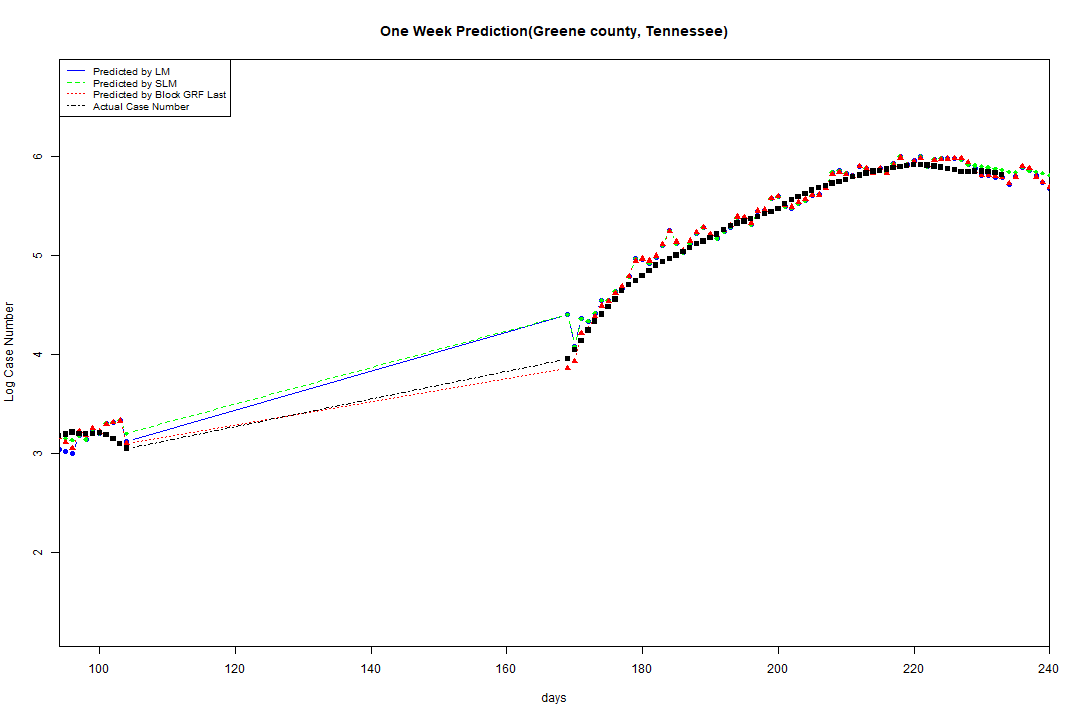 One Week Prediction(Greene county, Tennessee)
Predicted by LM
Predicted by SLM
Predicted by Block GRF Last
Actual Case Number
6
5
4
3
2
Log Case Number
100 120 140 160 180 200 220 240
days